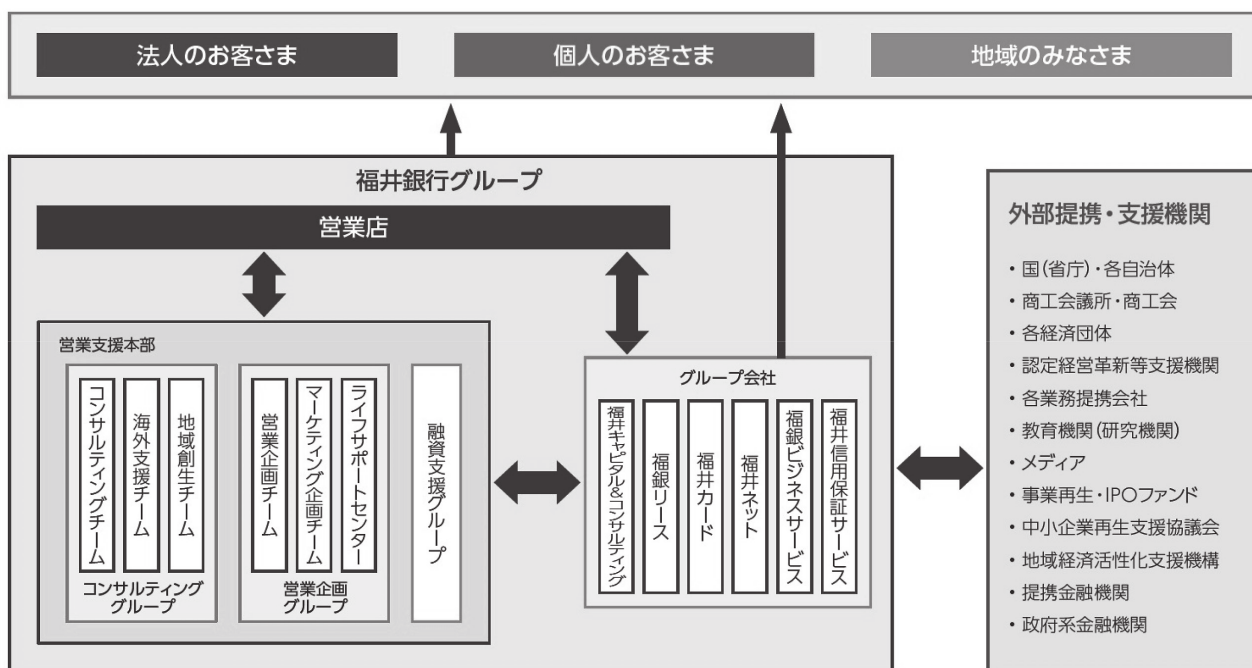 法人のお客さま
個人のお客さま
地域のみなさま
福井銀行グループ
営業店
営業支援本部
コンサルティングチーム
海外支援チーム
地域創生チーム
コンサルティング
グループ
営業企画チーム
マーケティング企画チーム
ライフサポートセンター
営業企画
グループ
融資支援グループ
グループ会社
福井キャピタル&コンサルティング
福銀リース
福井カード
福井ネット
福銀ビジネスサービス
福井信用保証サービス
外部提携・支援機関
・国(省庁)・各自治体
・商工会議所・商工会
・各経済団体
・認定経営革新等支援機関
・各業務提携会社
・教育機関(研究機関)
・メディア
・事業再生・IPOファンド
・中小企業再生支援協議会
・地域経済活性化支援機構
・提携金融機関
・政府系金融機関